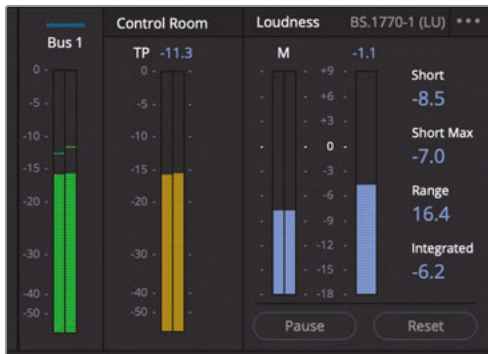 Bus 1
0 -
-5 -
-10 -
-15 -
-20 -
-30 -
-40 -
-50 -
Control Room
TP -11.3
0 -
-5 -
-10 -
-15 -
-20 -
-30 -
-40 -
-50 -
Loudness BS.1770-1 (LU) •••
M -1.1
- +9 -
- +6 -
- +3 -
- 0 -
- -3 -
- -6 -
- -9 -
- -12 -
- -15 -
- -18 -
Short
-8.5
Short Max
-7.0
Range
16.4
Integrated
-6.2
Pause Reset